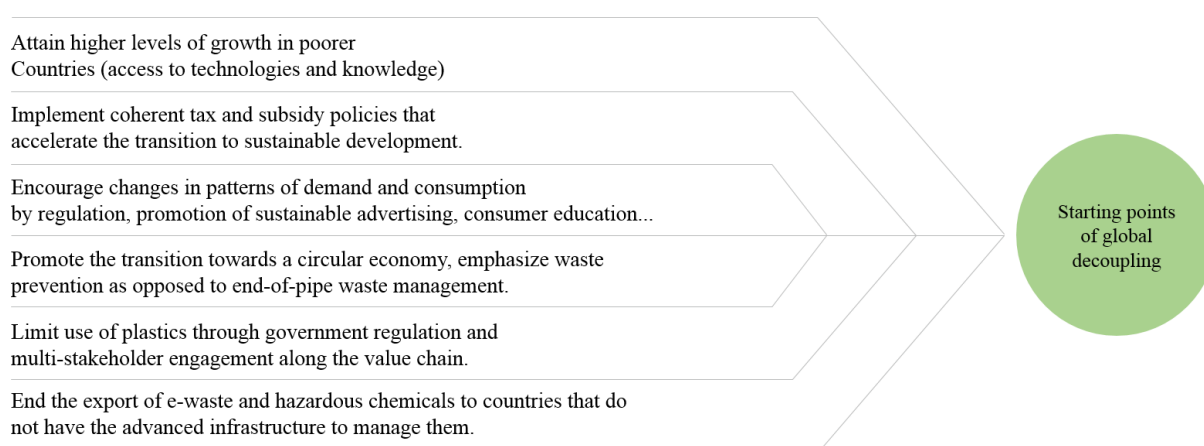 Attain higher levels of growth in poorer
Countries (access to technologies and knowledge)
Implement coherent tax and subsidy policies that
accelerate the transition to sustainable development.
Encourage changes in patterns of demand and consumption
by regulation, promotion of sustainable advertising, consumer education...
Promote the transition towards a circular economy, emphasize waste
prevention as opposed to end-of-pipe waste management.
Limit use of plastics through government regulation and
multi-stakeholder engagement along the value chain.
End the export of e-waste and hazardous chemicals to countries that do
not have the advanced infrastructure to manage them.
Starting points
of global
decoupling